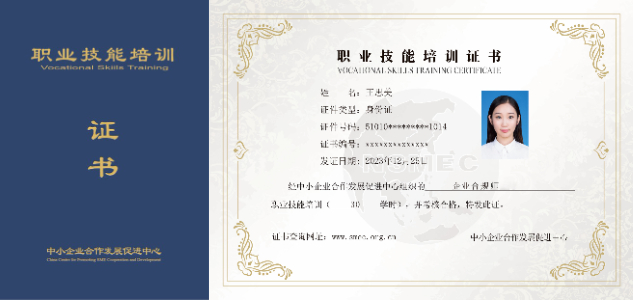 职业技能培训
Vocational Skills Training
证
书
中小企业合作发展促进中心
China Center for Promoting SME Cooperation and Development
职业技能培训证书
VOCATIONAL SKILLS TRAINING CERTIFICATE
姓 名：王思美
证件类型：身份证
证件号码：51010*********1014
证书编号：xxxxxxxxxxxxx
发证日期：2023年12月25日
经中小企业合作发展促进中心组织的 企业合规师
职业技能培训（ 30 学时），并考核合格，特发此证。
证书查询网址：www.smec.org.cn 中小企业合作发展促进中心